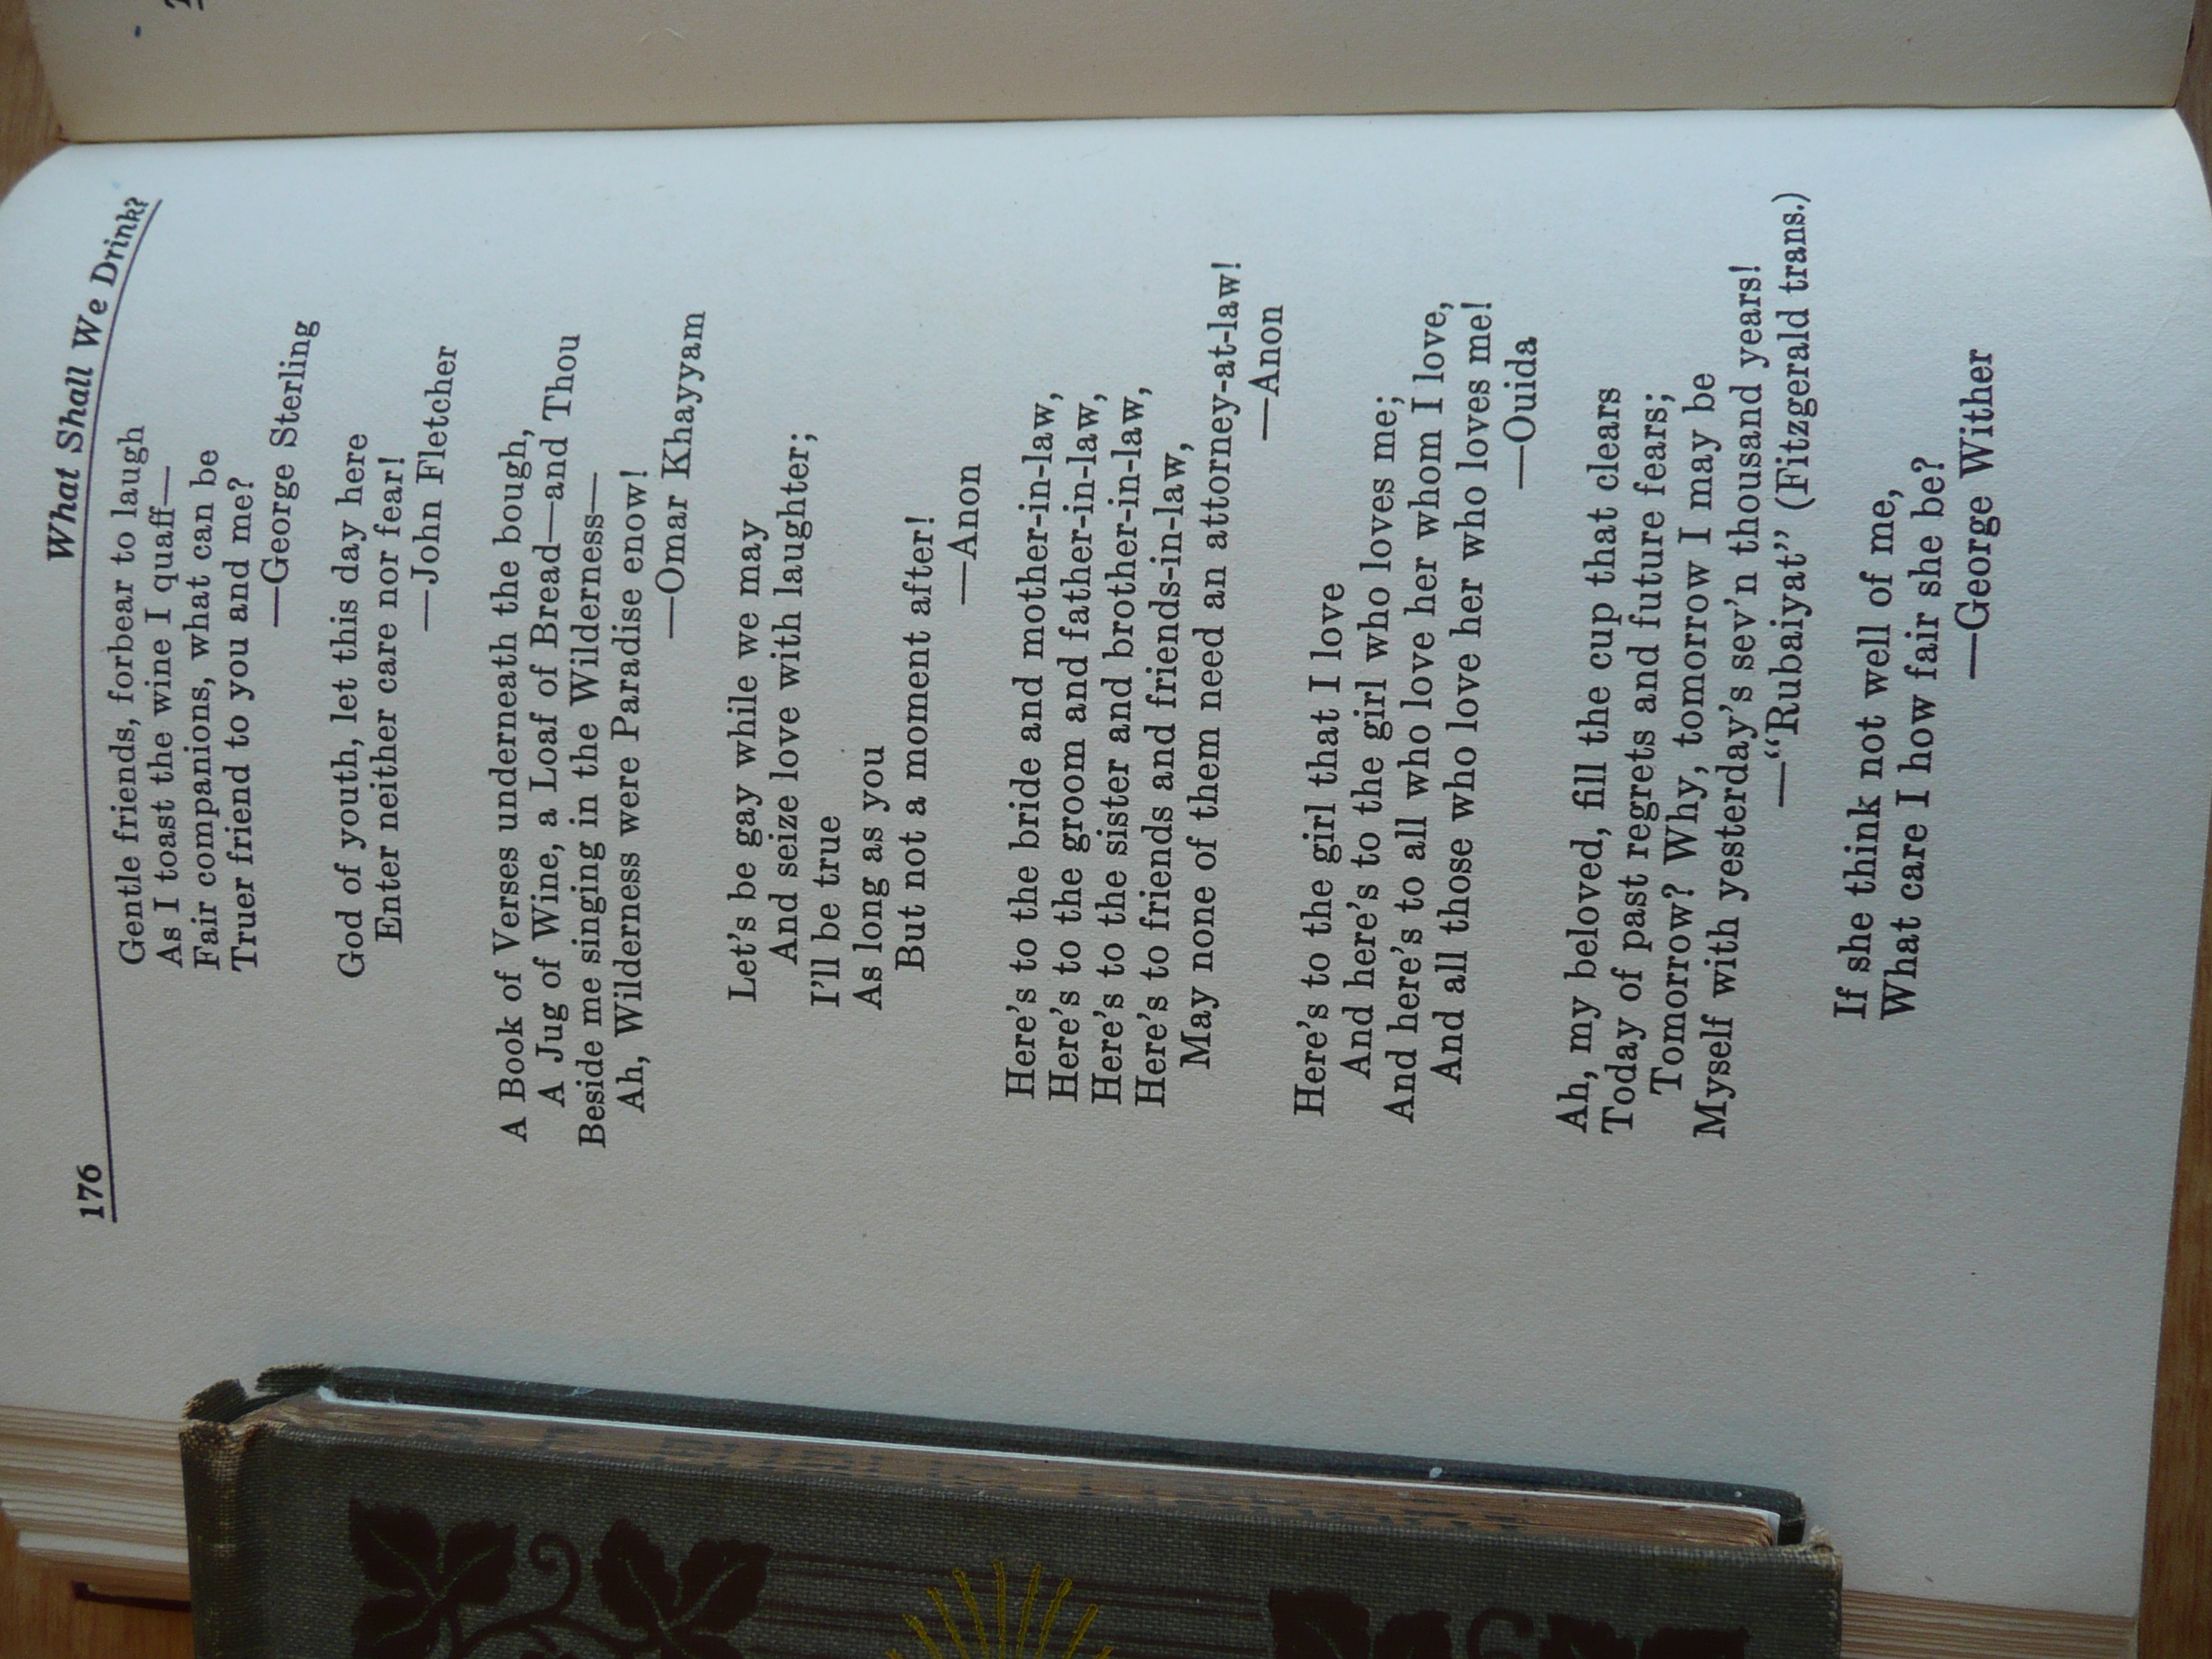 176
What Shall We Drink?
Gentle friends, forbear to laugh
As I toast the wine I quaff—
Fair companions, what can be
Truer friend to you and me?
—George Sterling
God of youth, let this day here
Enter neither care nor fear!
—John Fletcher
A Book of Verses underneath the bough,
A Jug of Wine, a Loaf of Bread—and Thou
Beside me singing in the Wilderness—
Ah, Wilderness were Paradise enow!
—Omar Khayyam
Let's be gay while we may
And seize love with laughter;
I'll be true
As long as you
But not a moment after!
—Anon
Here's to the bride and mother-in-law,
Here's to the groom and father-in-law,
Here's to the sister and brother-in-law,
Here's to friends and friends-in-law,
May none of them need an attorney-at-law!
—Anon
Here's to the girl that I love
And here's to the girl who loves me;
And here's to all who love her whom I love,
And all those who love her who loves me!
—Ouida
Ah, my beloved, fill the cup that clears
Today of past regrets and future fears;
Tomorrow? Why, tomorrow I may be
Myself with yesterday's sev'n thousand years!
—"Rubaiyat" (Fitzgerald trans.)
If she think not well of me,
What care I how fair she be?
—George Wither